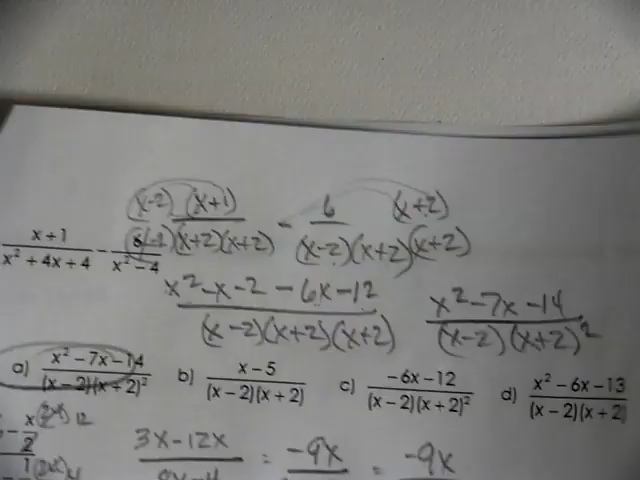 (x-2) (x+1) / (x-2)(x+2)(x+2) - 6 (x+2) / (x-2)(x+2)(x+2)
x+1 / x² + 4x + 4 - 6 / x² - 4
x² - x - 2 - 6x - 12 / (x-2)(x+2)(x+2)
x² - 7x - 14 / (x-2)(x+2)²
a) x² - 7x - 14 / (x - 2)(x + 2)² b) x - 5 / (x - 2)(x + 2) c) -6x - 12 / (x - 2)(x + 2)² d) x² - 6x - 13 / (x - 2)(x + 2)
3x - 12x = -9x = -9x